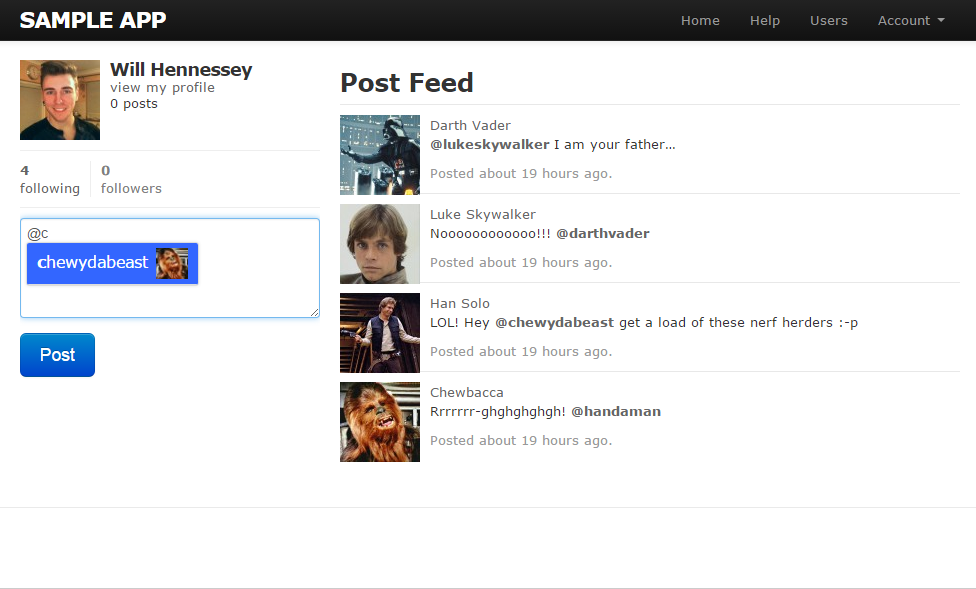 SAMPLE APP
Home Help Users Account
Will Hennessey
view my profile
0 posts
4
following
0
followers
@c
chewydabeast
Post
Post Feed
Darth Vader
@lukeskywalker I am your father...
Posted about 19 hours ago.
Luke Skywalker
Noooooooooooo!!! @darthvader
Posted about 19 hours ago.
Han Solo
LOL! Hey @chewydabeast get a load of these nerf herders :-p
Posted about 19 hours ago.
Chewbacca
Rrrrrrr-ghghghghgh! @handaman
Posted about 19 hours ago.